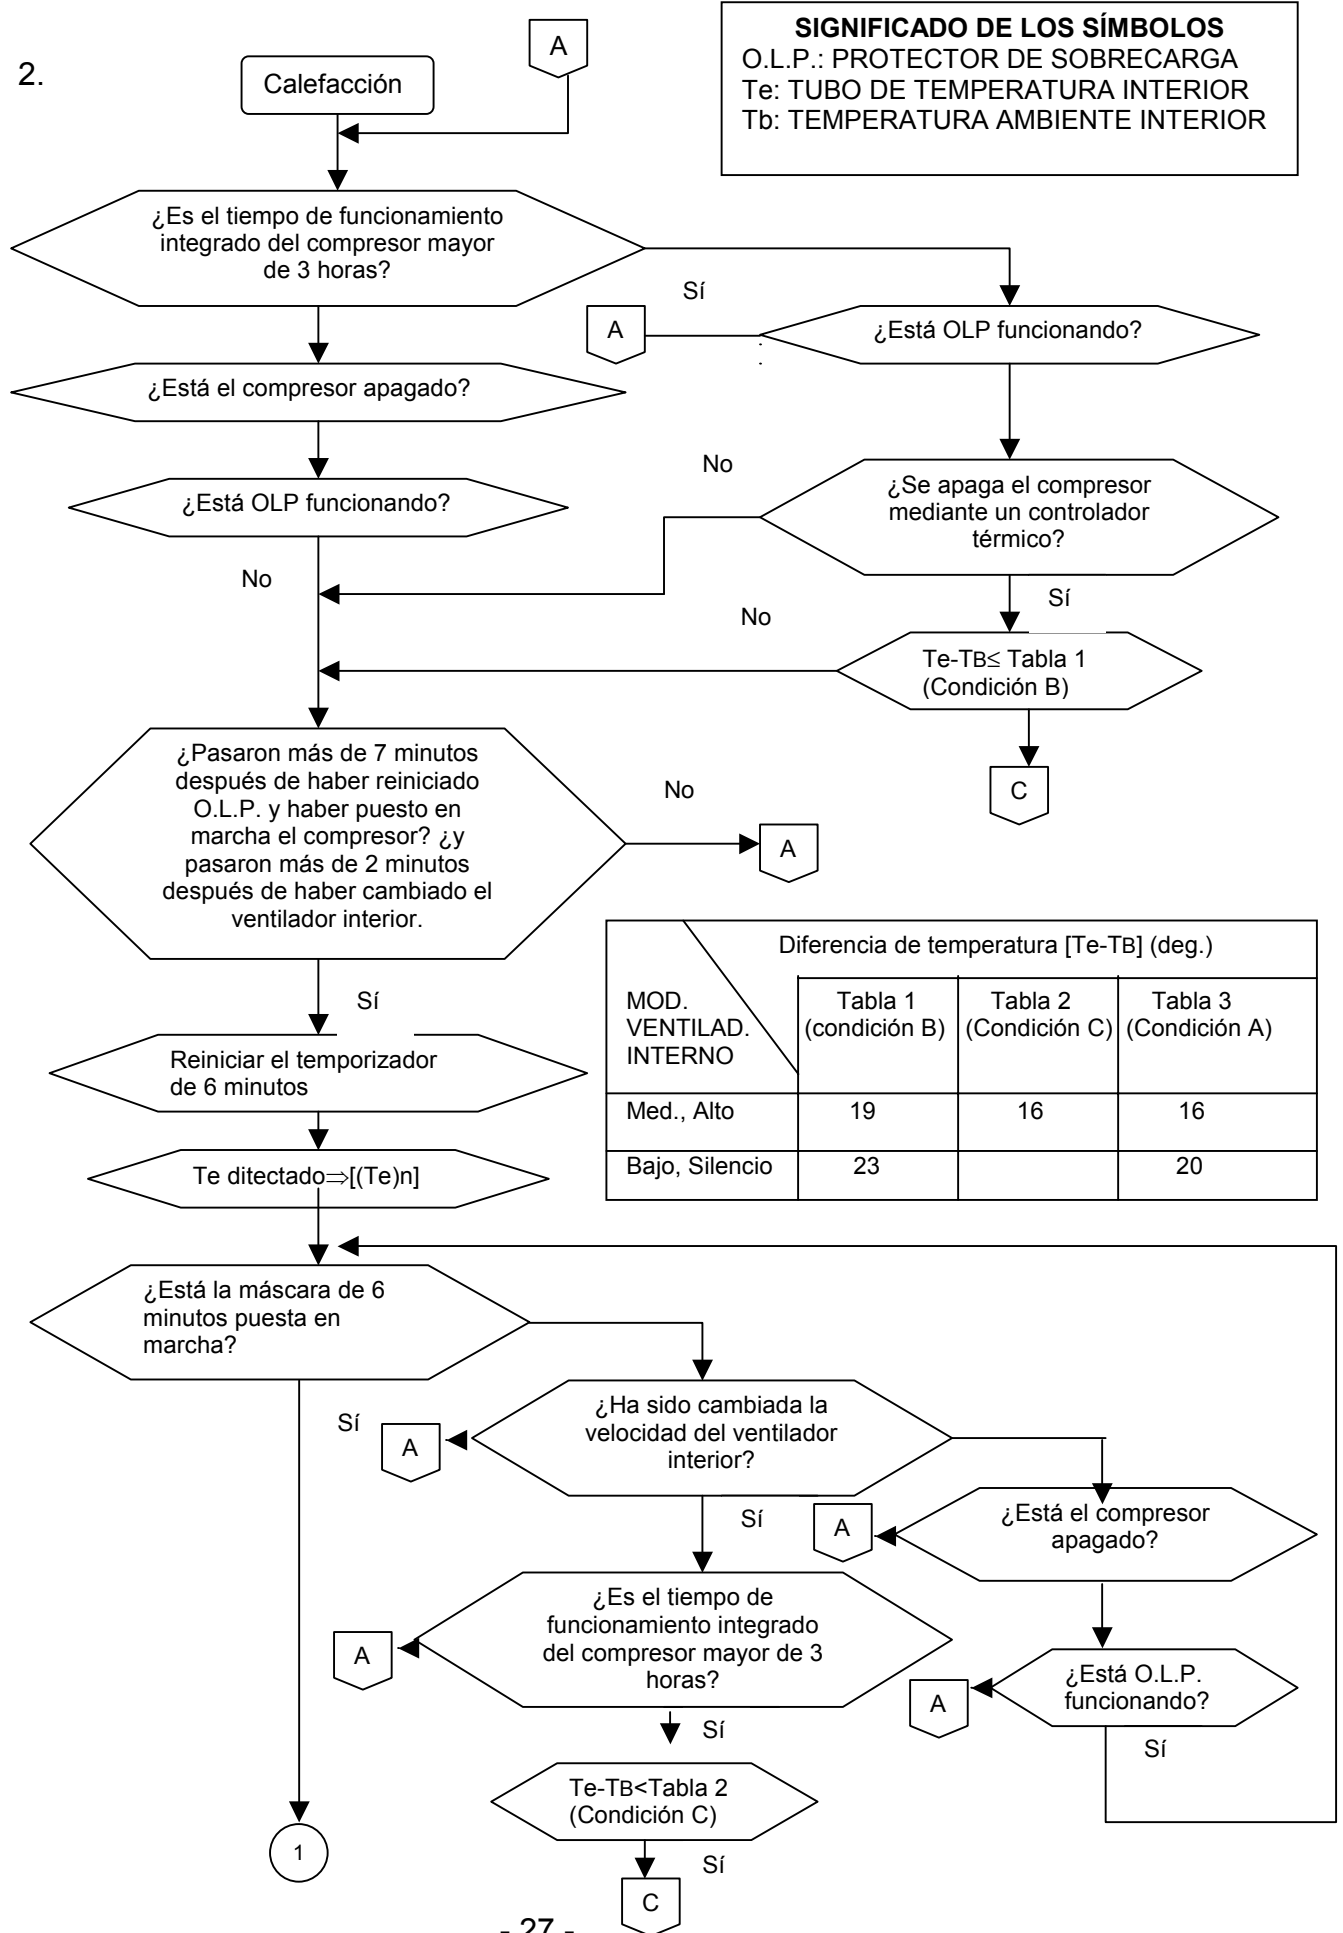 A
SIGNIFICADO DE LOS SÍMBOLOS
O.L.P.: PROTECTOR DE SOBRECARGA
Te: TUBO DE TEMPERATURA INTERIOR
Tb: TEMPERATURA AMBIENTE INTERIOR
2.
Calefacción
¿Es el tiempo de funcionamiento
integrado del compresor mayor
de 3 horas?
Sí
A
¿Está OLP funcionando?
¿Está el compresor apagado?
No
¿Se apaga el compresor
mediante un controlador
térmico?
¿Está OLP funcionando?
No
Sí
No
Te-TB≤ Tabla 1
(Condición B)
¿Pasaron más de 7 minutos
después de haber reiniciado
O.L.P. y haber puesto en
marcha el compresor? ¿y
pasaron más de 2 minutos
después de haber cambiado el
ventilador interior.
No
A
C
Sí
Diferencia de temperatura [Te-TB] (deg.)
MOD.
VENTILAD.
INTERNO
Tabla 1
(condición B)
Tabla 2
(Condición C)
Tabla 3
(Condición A)
Med., Alto 19 16 16
Bajo, Silencio 23 20
Reiniciar el temporizador
de 6 minutos
Te ditectado⇒[(Te)n]
¿Está la máscara de 6
minutos puesta en
marcha?
Sí
A
¿Ha sido cambiada la
velocidad del ventilador
interior?
Sí
A
¿Está el compresor
apagado?
A
¿Es el tiempo de
funcionamiento integrado
del compresor mayor de 3
horas?
A
¿Está O.L.P.
funcionando?
Sí
Sí
Te-TB<Tabla 2
(Condición C)
1
Sí
C
- 27 -